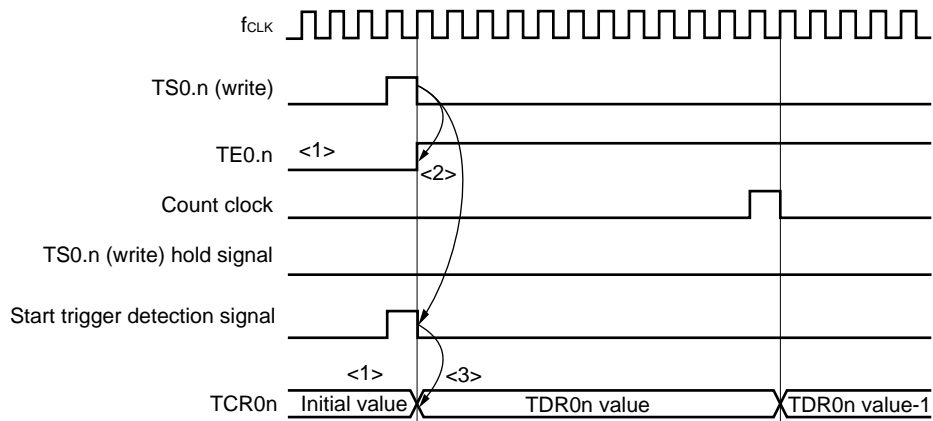 fCLK
TS0.n (write)
TE0.n <1>
<2>
Count clock
TS0.n (write) hold signal
Start trigger detection signal
<1> <3>
TCR0n Initial value TDR0n value TDR0n value-1